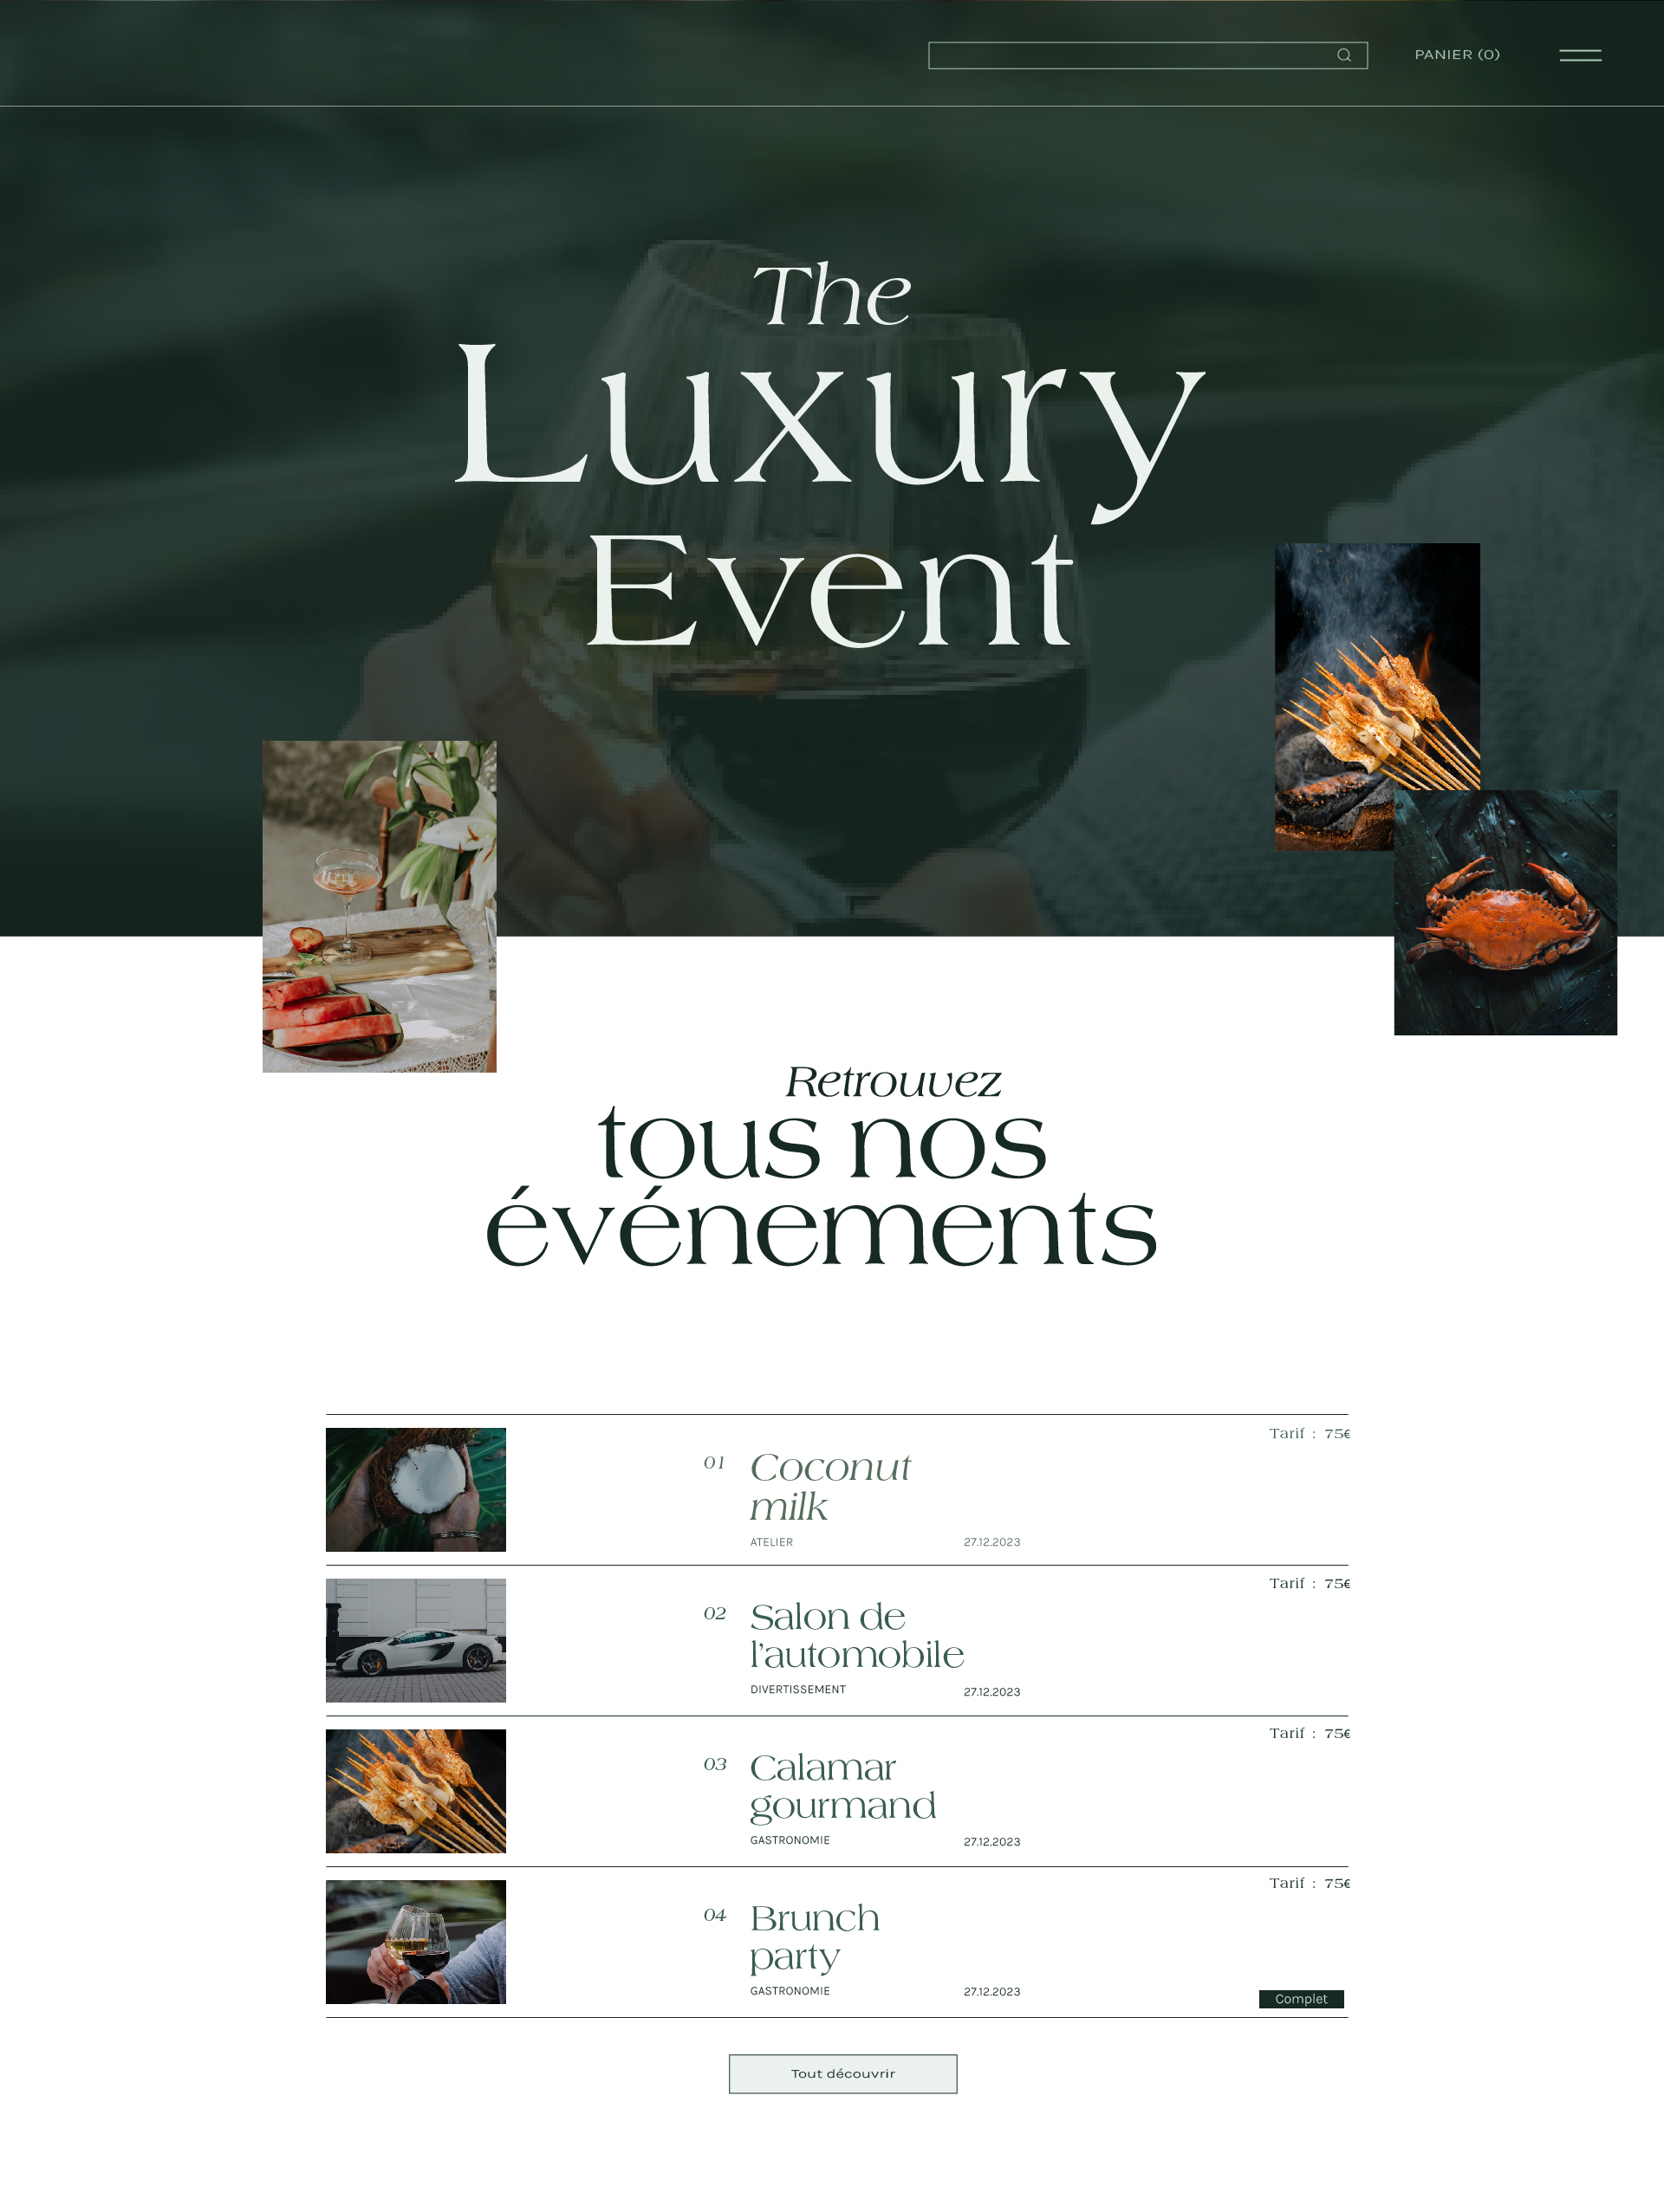 PANIER (0)
The
Luxury
Event
Retrouvez
tous nos
événements
Tarif : 75€
01
Coconut
milk
ATELIER
27.12.2023
Tarif : 75€
02
Salon de
l’automobile
DIVERTISSEMENT
27.12.2023
Tarif : 75€
03
Calamar
gourmand
GASTRONOMIE
27.12.2023
Tarif : 75€
04
Brunch
party
GASTRONOMIE
27.12.2023
Complet
Tout découvrir